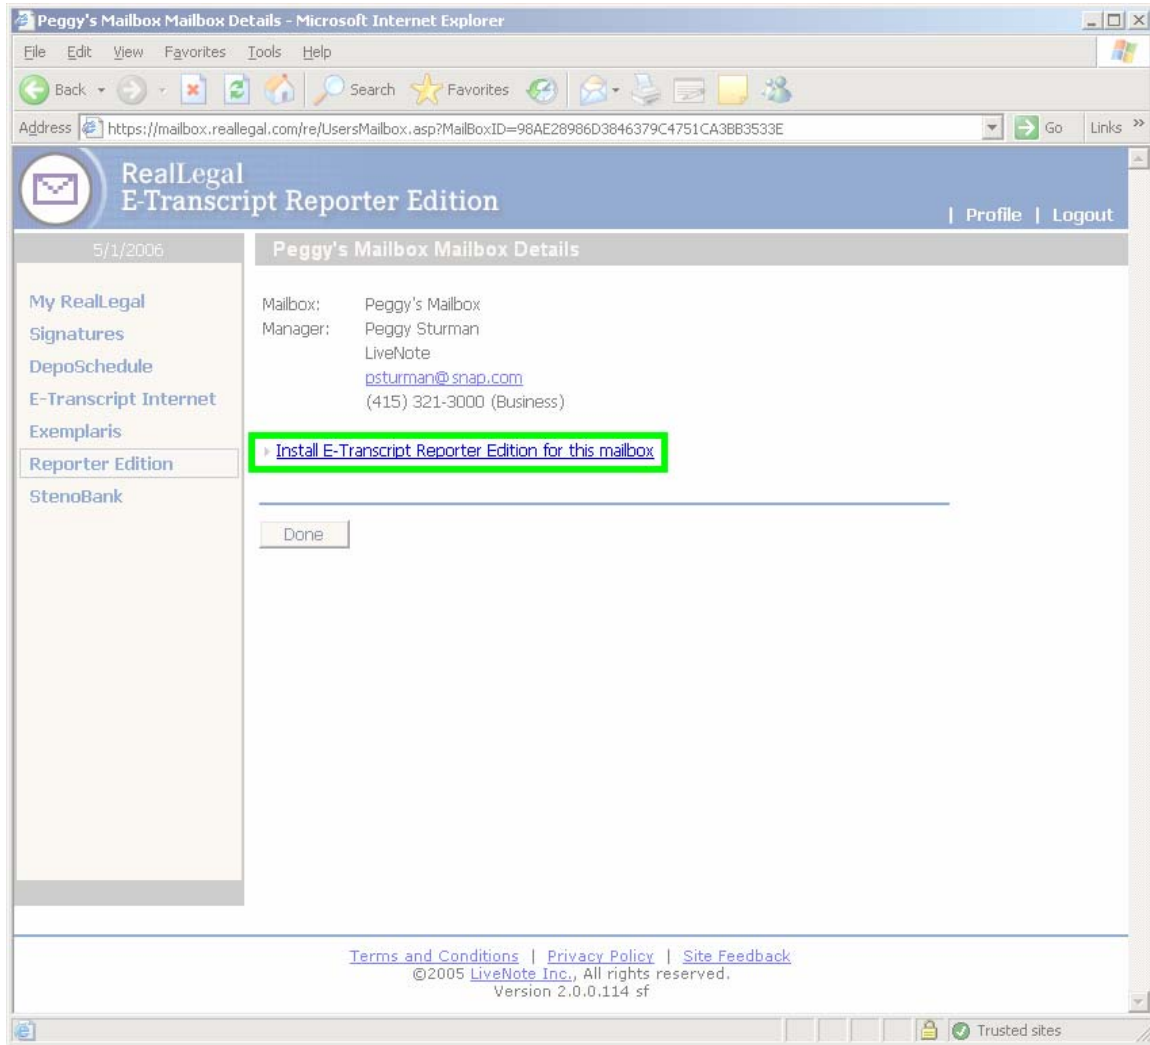 Peggy's Mailbox Mailbox Details - Microsoft Internet Explorer
File Edit View Favorites Tools Help
Back Search Favorites
Address https://mailbox.reallegal.com/re/UsersMailbox.asp?MailBoxID=98AE28986D3846379C4751CA3BB3533E Go Links »
RealLegal
E-Transcript Reporter Edition
| Profile | Logout
5/1/2006
Peggy's Mailbox Mailbox Details
My RealLegal
Signatures
DepoSchedule
E-Transcript Internet
Exemplaris
Reporter Edition
StenoBank
Mailbox: Peggy's Mailbox
Manager: Peggy Sturman
LiveNote
psturman@snap.com
(415) 321-3000 (Business)
Install E-Transcript Reporter Edition for this mailbox
Done
Terms and Conditions | Privacy Policy | Site Feedback
©2005 LiveNote Inc., All rights reserved.
Version 2.0.0.114 sf
Trusted sites